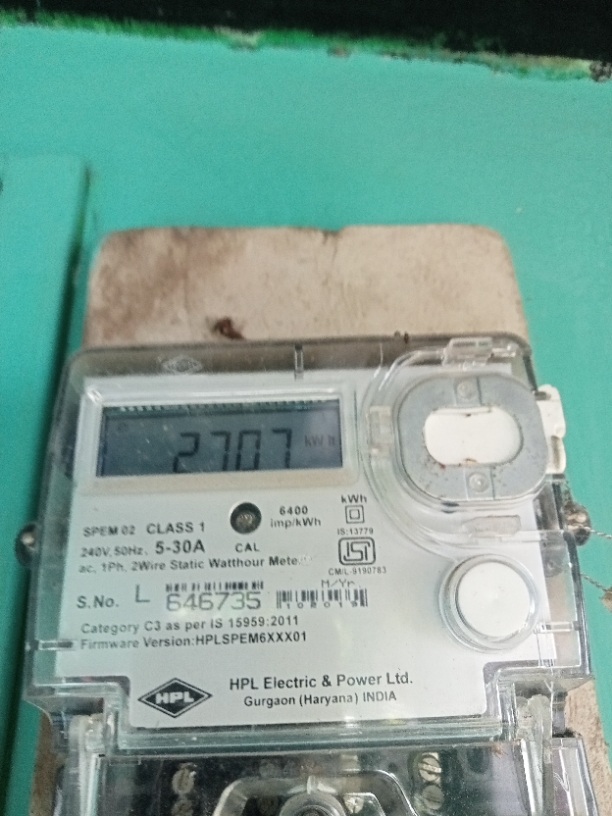 2707 kWh
6400
imp/kWh
kWh
IS:13779
SPEM 02 CLASS 1
240V, 50Hz, 5-30A CAL
ac, 1Ph, 2Wire Static Watthour Mete
ISI
CM/L-9190783
M/Yr.
S.No. L 646735
Category C3 as per IS 15959:2011
Firmware Version:HPLSPEM6XXX01
HPL
HPL Electric & Power Ltd.
Gurgaon (Haryana) INDIA